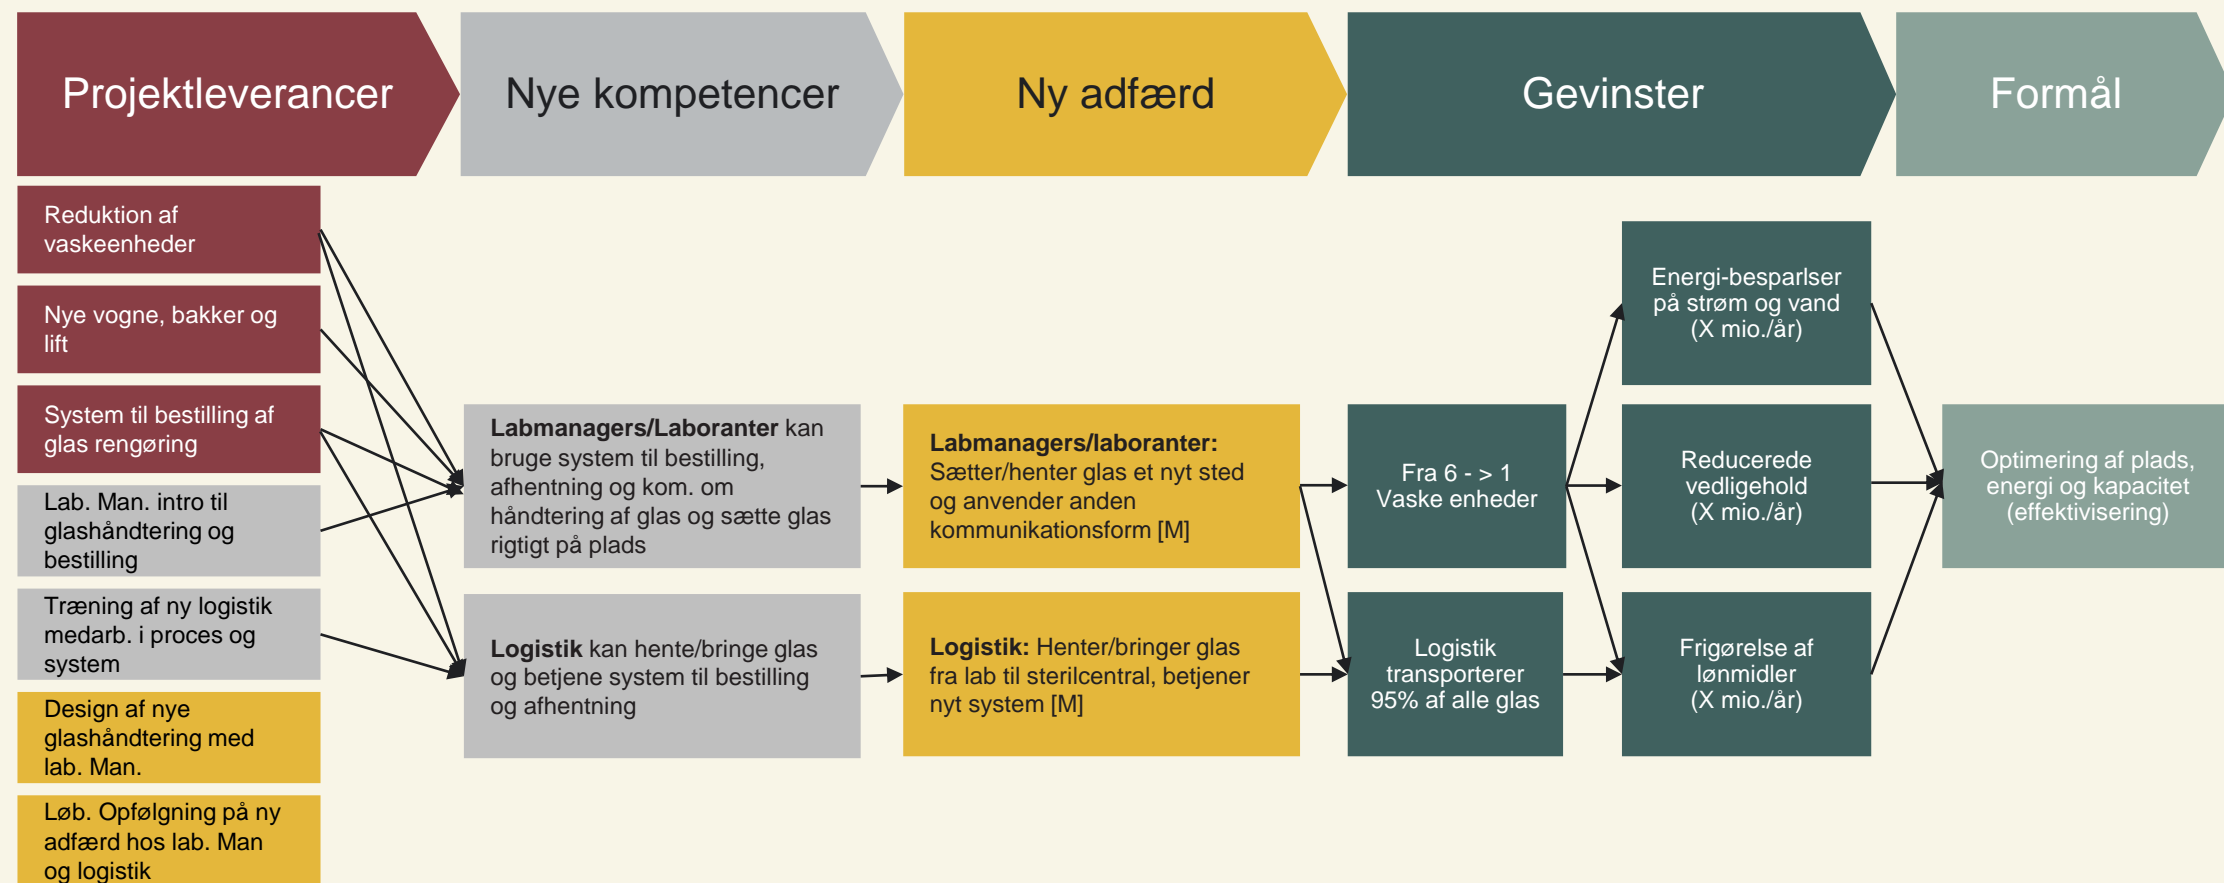 Projektleverancer
Nye kompetencer
Ny adfærd
Gevinster
Formål
Reduktion af
vaskeenheder
Nye vogne, bakker og
lift
System til bestilling af
glas rengøring
Lab. Man. intro til
glashåndtering og
bestilling
Træning af ny logistik
medarb. i proces og
system
Design af nye
glashåndtering med
lab. Man.
Løb. Opfølgning på ny
adfærd hos lab. Man
og logistik
Labmanagers/Laboranter kan
bruge system til bestilling,
afhentning og kom. om
håndtering af glas og sætte glas
rigtigt på plads
Logistik kan hente/bringe glas
og betjene system til bestilling
og afhentning
Labmanagers/laboranter:
Sætter/henter glas et nyt sted
og anvender anden
kommunikationsform [M]
Logistik: Henter/bringer glas
fra lab til sterilcentral, betjener
nyt system [M]
Fra 6 - > 1
Vaske enheder
Logistik
transporterer
95% af alle glas
Energi-besparlser
på strøm og vand
(X mio./år)
Reducerede
vedligehold
(X mio./år)
Frigørelse af
lønmidler
(X mio./år)
Optimering af plads,
energi og kapacitet
(effektivisering)